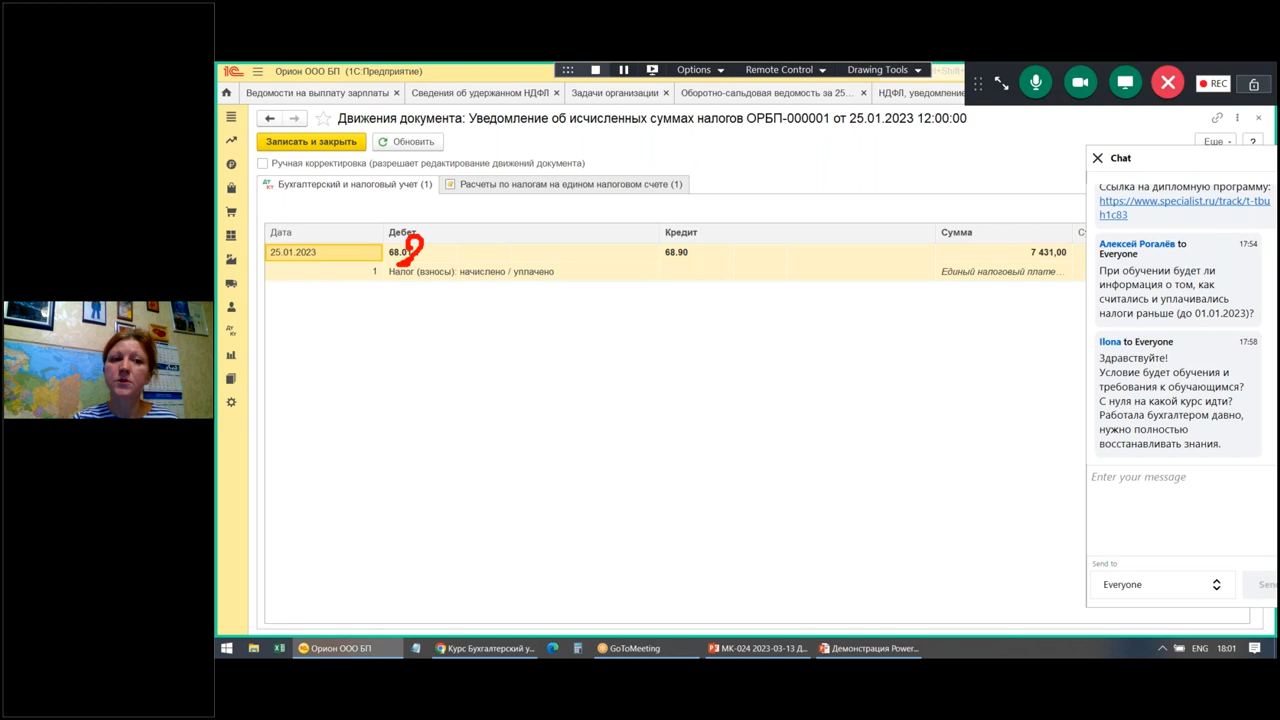 Орион ООО БП (1С:Предприятие)
Options
Remote Control
Drawing Tools
REC
Ведомости на выплату зарплаты
Сведения об удержанном НДФЛ
Задачи организации
Оборотно-сальдовая ведомость за 25...
НДФЛ, уведомление
Движения документа: Уведомление об исчисленных суммах налогов ОРБП-000001 от 25.01.2023 12:00:00
Записать и закрыть
Обновить
Еще
?
Ручная корректировка (разрешает редактирование движений документа)
Бухгалтерский и налоговый учет (1)
Расчеты по налогам на едином налоговом счете (1)
Дата
Дебет
Кредит
Сумма
25.01.2023
68.90
7 431,00
1
Налог (взносы): начислено / уплачено
Единый налоговый плате...
Chat
Ссылка на дипломную программу:
https://www.specialist.ru/track/t-tbu
h1c83
Алексей Рогалёв to
Everyone
17:54
При обучении будет ли
информация о том, как
считались и уплачивались
налоги раньше (до 01.01.2023)?
Ilona to Everyone
17:58
Здравствуйте!
Условие будет обучения и
требования к обучающимся?
С нуля на какой курс идти?
Работала бухгалтером давно,
нужно полностью
восстанавливать знания.
Enter your message
Send to
Everyone
Орион ООО БП
Курс Бухгалтерский у...
GoToMeeting
МК-024 2023-03-13 Д...
Демонстрация Power...
ENG
18:01